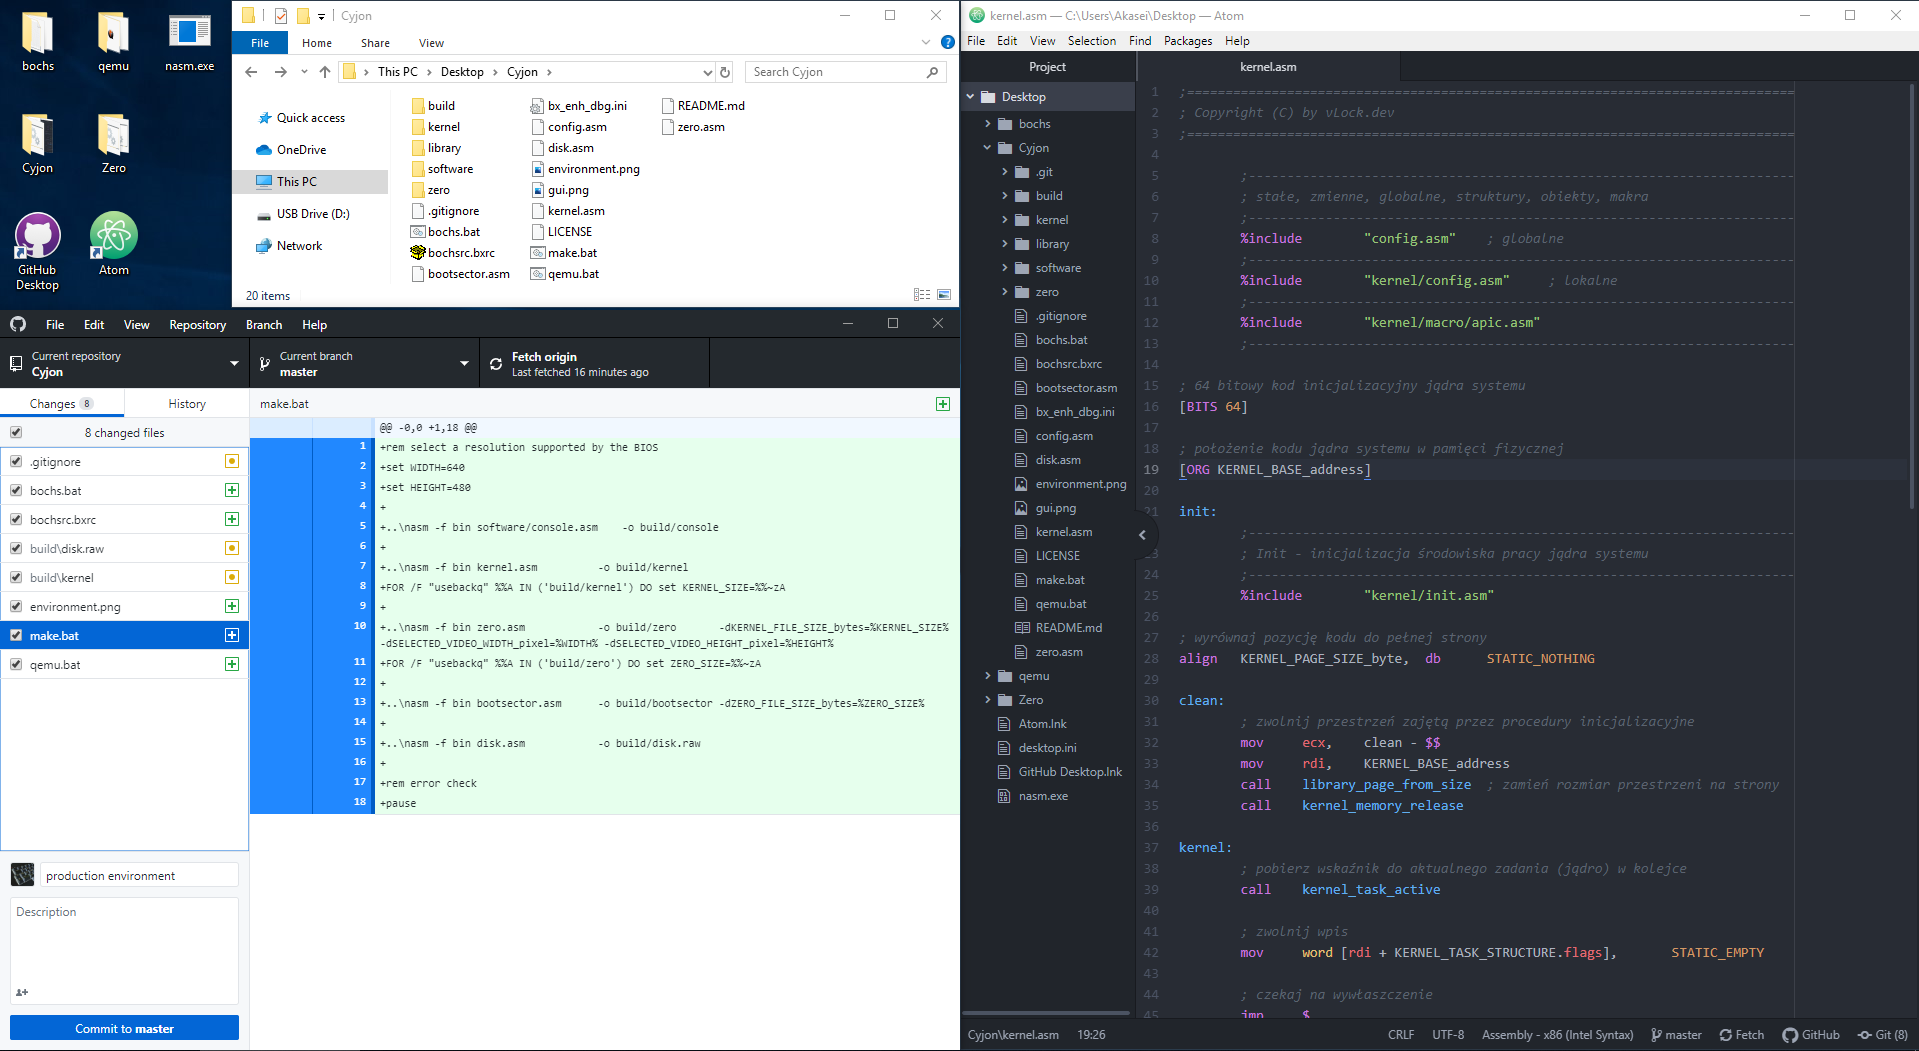 bochs
qemu
nasm.exe
Cyjon
Zero
GitHub
Desktop
Atom
Cyjon
File Home Share View
This PC Desktop Cyjon
Search Cyjon
Quick access
OneDrive
This PC
USB Drive (D:)
Network
build
kernel
library
software
zero
.gitignore
bochs.bat
bochsrc.bxrc
bootsector.asm
bx_enh_dbg.ini
config.asm
disk.asm
environment.png
gui.png
kernel.asm
LICENSE
make.bat
qemu.bat
README.md
zero.asm
20 items
File Edit View Repository Branch Help
Current repository
Cyjon
Current branch
master
Fetch origin
Last fetched 16 minutes ago
Changes 8 History
8 changed files
.gitignore
bochs.bat
bochsrc.bxrc
build\disk.raw
build\kernel
environment.png
make.bat
qemu.bat
production environment
Description
Commit to master
make.bat
@@ -0,0 +1,18 @@
1 +rem select a resolution supported by the BIOS
2 +set WIDTH=640
3 +set HEIGHT=480
4 +
5 +..\nasm -f bin software/console.asm -o build/console
6 +
7 +..\nasm -f bin kernel.asm -o build/kernel
8 +FOR /F "usebackq" %%A IN ('build/kernel') DO set KERNEL_SIZE=%%~zA
9 +
10 +..\nasm -f bin zero.asm -o build/zero -dKERNEL_FILE_SIZE_bytes=%KERNEL_SIZE%
-dSELECTED_VIDEO_WIDTH_pixel=%WIDTH% -dSELECTED_VIDEO_HEIGHT_pixel=%HEIGHT%
11 +FOR /F "usebackq" %%A IN ('build/zero') DO set ZERO_SIZE=%%~zA
12 +
13 +..\nasm -f bin bootsector.asm -o build/bootsector -dZERO_FILE_SIZE_bytes=%ZERO_SIZE%
14 +
15 +..\nasm -f bin disk.asm -o build/disk.raw
16 +
17 +rem error check
18 +pause
kernel.asm — C:\Users\Akasei\Desktop — Atom
File Edit View Selection Find Packages Help
Project
Desktop
bochs
Cyjon
.git
build
kernel
library
software
zero
.gitignore
bochs.bat
bochsrc.bxrc
bootsector.asm
bx_enh_dbg.ini
config.asm
disk.asm
environment.png
gui.png
kernel.asm
LICENSE
make.bat
qemu.bat
README.md
zero.asm
qemu
Zero
Atom.lnk
desktop.ini
GitHub Desktop.lnk
nasm.exe
kernel.asm
1 ;===============================================================================
2 ; Copyright (C) by vLock.dev
3 ;===============================================================================
4
5 ;-----------------------------------------------------------------------
6 ; stałe, zmienne, globalne, struktury, obiekty, makra
7 ;-----------------------------------------------------------------------
8 %include "config.asm" ; globalne
9 ;-----------------------------------------------------------------------
10 %include "kernel/config.asm" ; lokalne
11 ;-----------------------------------------------------------------------
12 %include "kernel/macro/apic.asm"
13 ;-----------------------------------------------------------------------
14
15 ; 64 bitowy kod inicjalizacyjny jądra systemu
16 [BITS 64]
17
18 ; położenie kodu jądra systemu w pamięci fizycznej
19 [ORG KERNEL_BASE_address]
20
21 init:
;-----------------------------------------------------------------------
23 ; Init - inicjalizacja środowiska pracy jądra systemu
24 ;-----------------------------------------------------------------------
25 %include "kernel/init.asm"
26
27 ; wyrównaj pozycję kodu do pełnej strony
28 align KERNEL_PAGE_SIZE_byte, db STATIC_NOTHING
29
30 clean:
31 ; zwolnij przestrzeń zajętą przez procedury inicjalizacyjne
32 mov ecx, clean - $$
33 mov rdi, KERNEL_BASE_address
34 call library_page_from_size ; zamień rozmiar przestrzeni na strony
35 call kernel_memory_release
36
37 kernel:
38 ; pobierz wskaźnik do aktualnego zadania (jądro) w kolejce
39 call kernel_task_active
40
41 ; zwolnij wpis
42 mov word [rdi + KERNEL_TASK_STRUCTURE.flags], STATIC_EMPTY
43
44 ; czekaj na wywłaszczenie
45 jmp $
Cyjon\kernel.asm 19:26 CRLF UTF-8 Assembly - x86 (Intel Syntax) master Fetch GitHub Git (8)